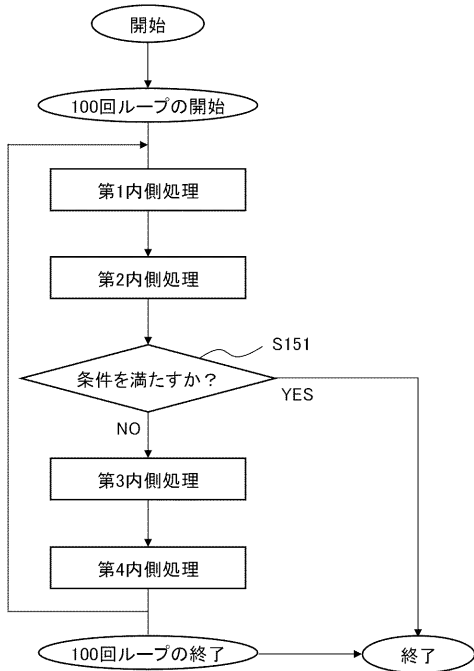 開始
100回ループの開始
第1内側処理
第2内側処理
S151
条件を満たすか？
YES
NO
第3内側処理
第4内側処理
100回ループの終了
終了